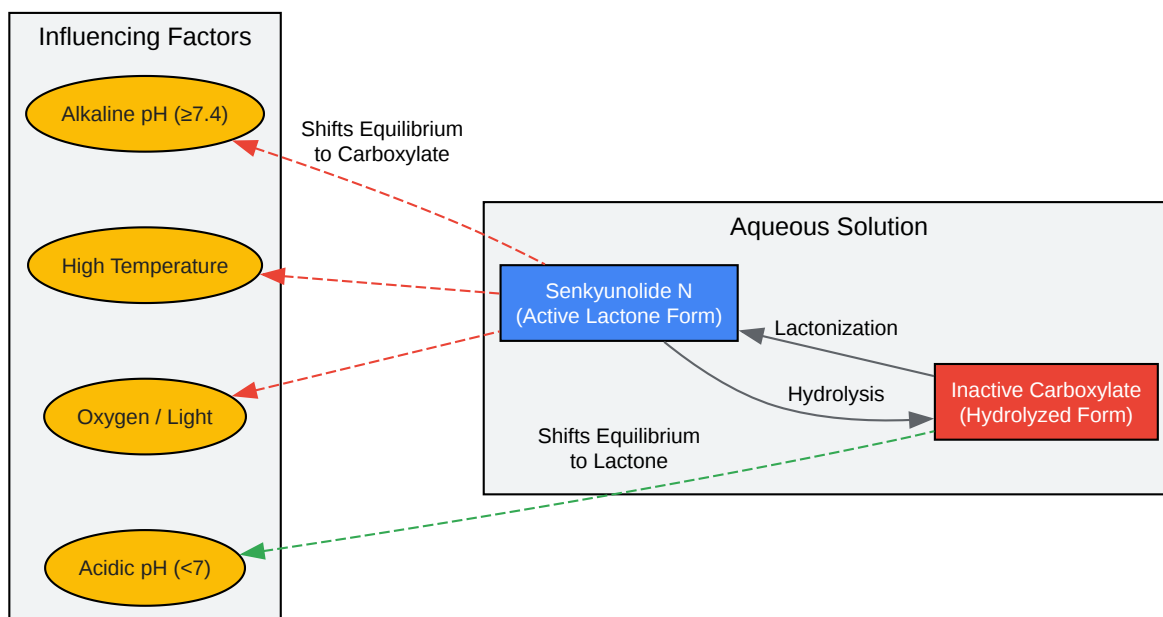 Influencing Factors
Alkaline pH (≥7.4)
High Temperature
Oxygen / Light
Acidic pH (<7)
Shifts Equilibrium
to Carboxylate
Aqueous Solution
Senkyunolide N
(Active Lactone Form)
Lactonization
Hydrolysis
Inactive Carboxylate
(Hydrolyzed Form)
Shifts Equilibrium
to Lactone